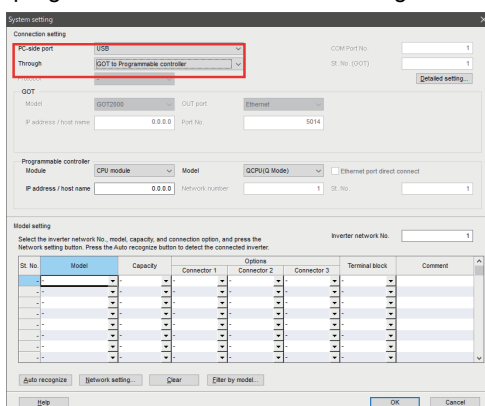 System setting
Connection setting
PC-side port USB COM Port No. 1
Through GOT to Programmable controller St. No. (GOT) 1
Protocol - Detailed setting...
GOT
Model GOT2000 OUT port Ethernet
IP address / host name 0.0.0.0 Port No. 5014
Programmable controller
Module CPU module Model QCPU(Q Mode) Ethernet port direct connect
IP address / host name 0.0.0.0 Network number 1 St. No. 1
Model setting
Select the inverter network No., model, capacity, and connection option, and press the Inverter network No. 1
Network setting button. Press the Auto recognize button to detect the connected inverter.
Options
St. No. Model Capacity Connector 1 Connector 2 Connector 3 Terminal block Comment
- - - - - - -
- - - - - - -
- - - - - - -
- - - - - - -
- - - - - - -
- - - - - - -
- - - - - - -
- - - - - - -
Auto recognize Network setting... Clear Filter by model...
Help OK Cancel